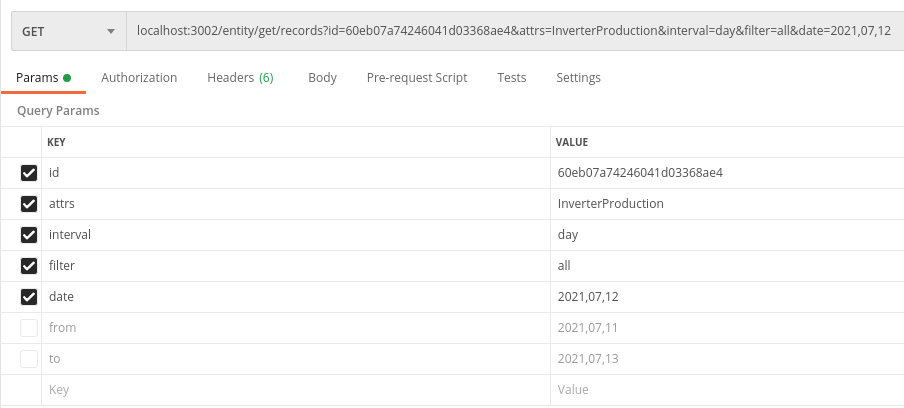 GET localhost:3002/entity/get/records?id=60eb07a74246041d03368ae4&attrs=InverterProduction&interval=day&filter=all&date=2021,07,12
Params Authorization Headers (6) Body Pre-request Script Tests Settings
Query Params
KEY VALUE
id 60eb07a74246041d03368ae4
attrs InverterProduction
interval day
filter all
date 2021,07,12
from 2021,07,11
to 2021,07,13
Key Value